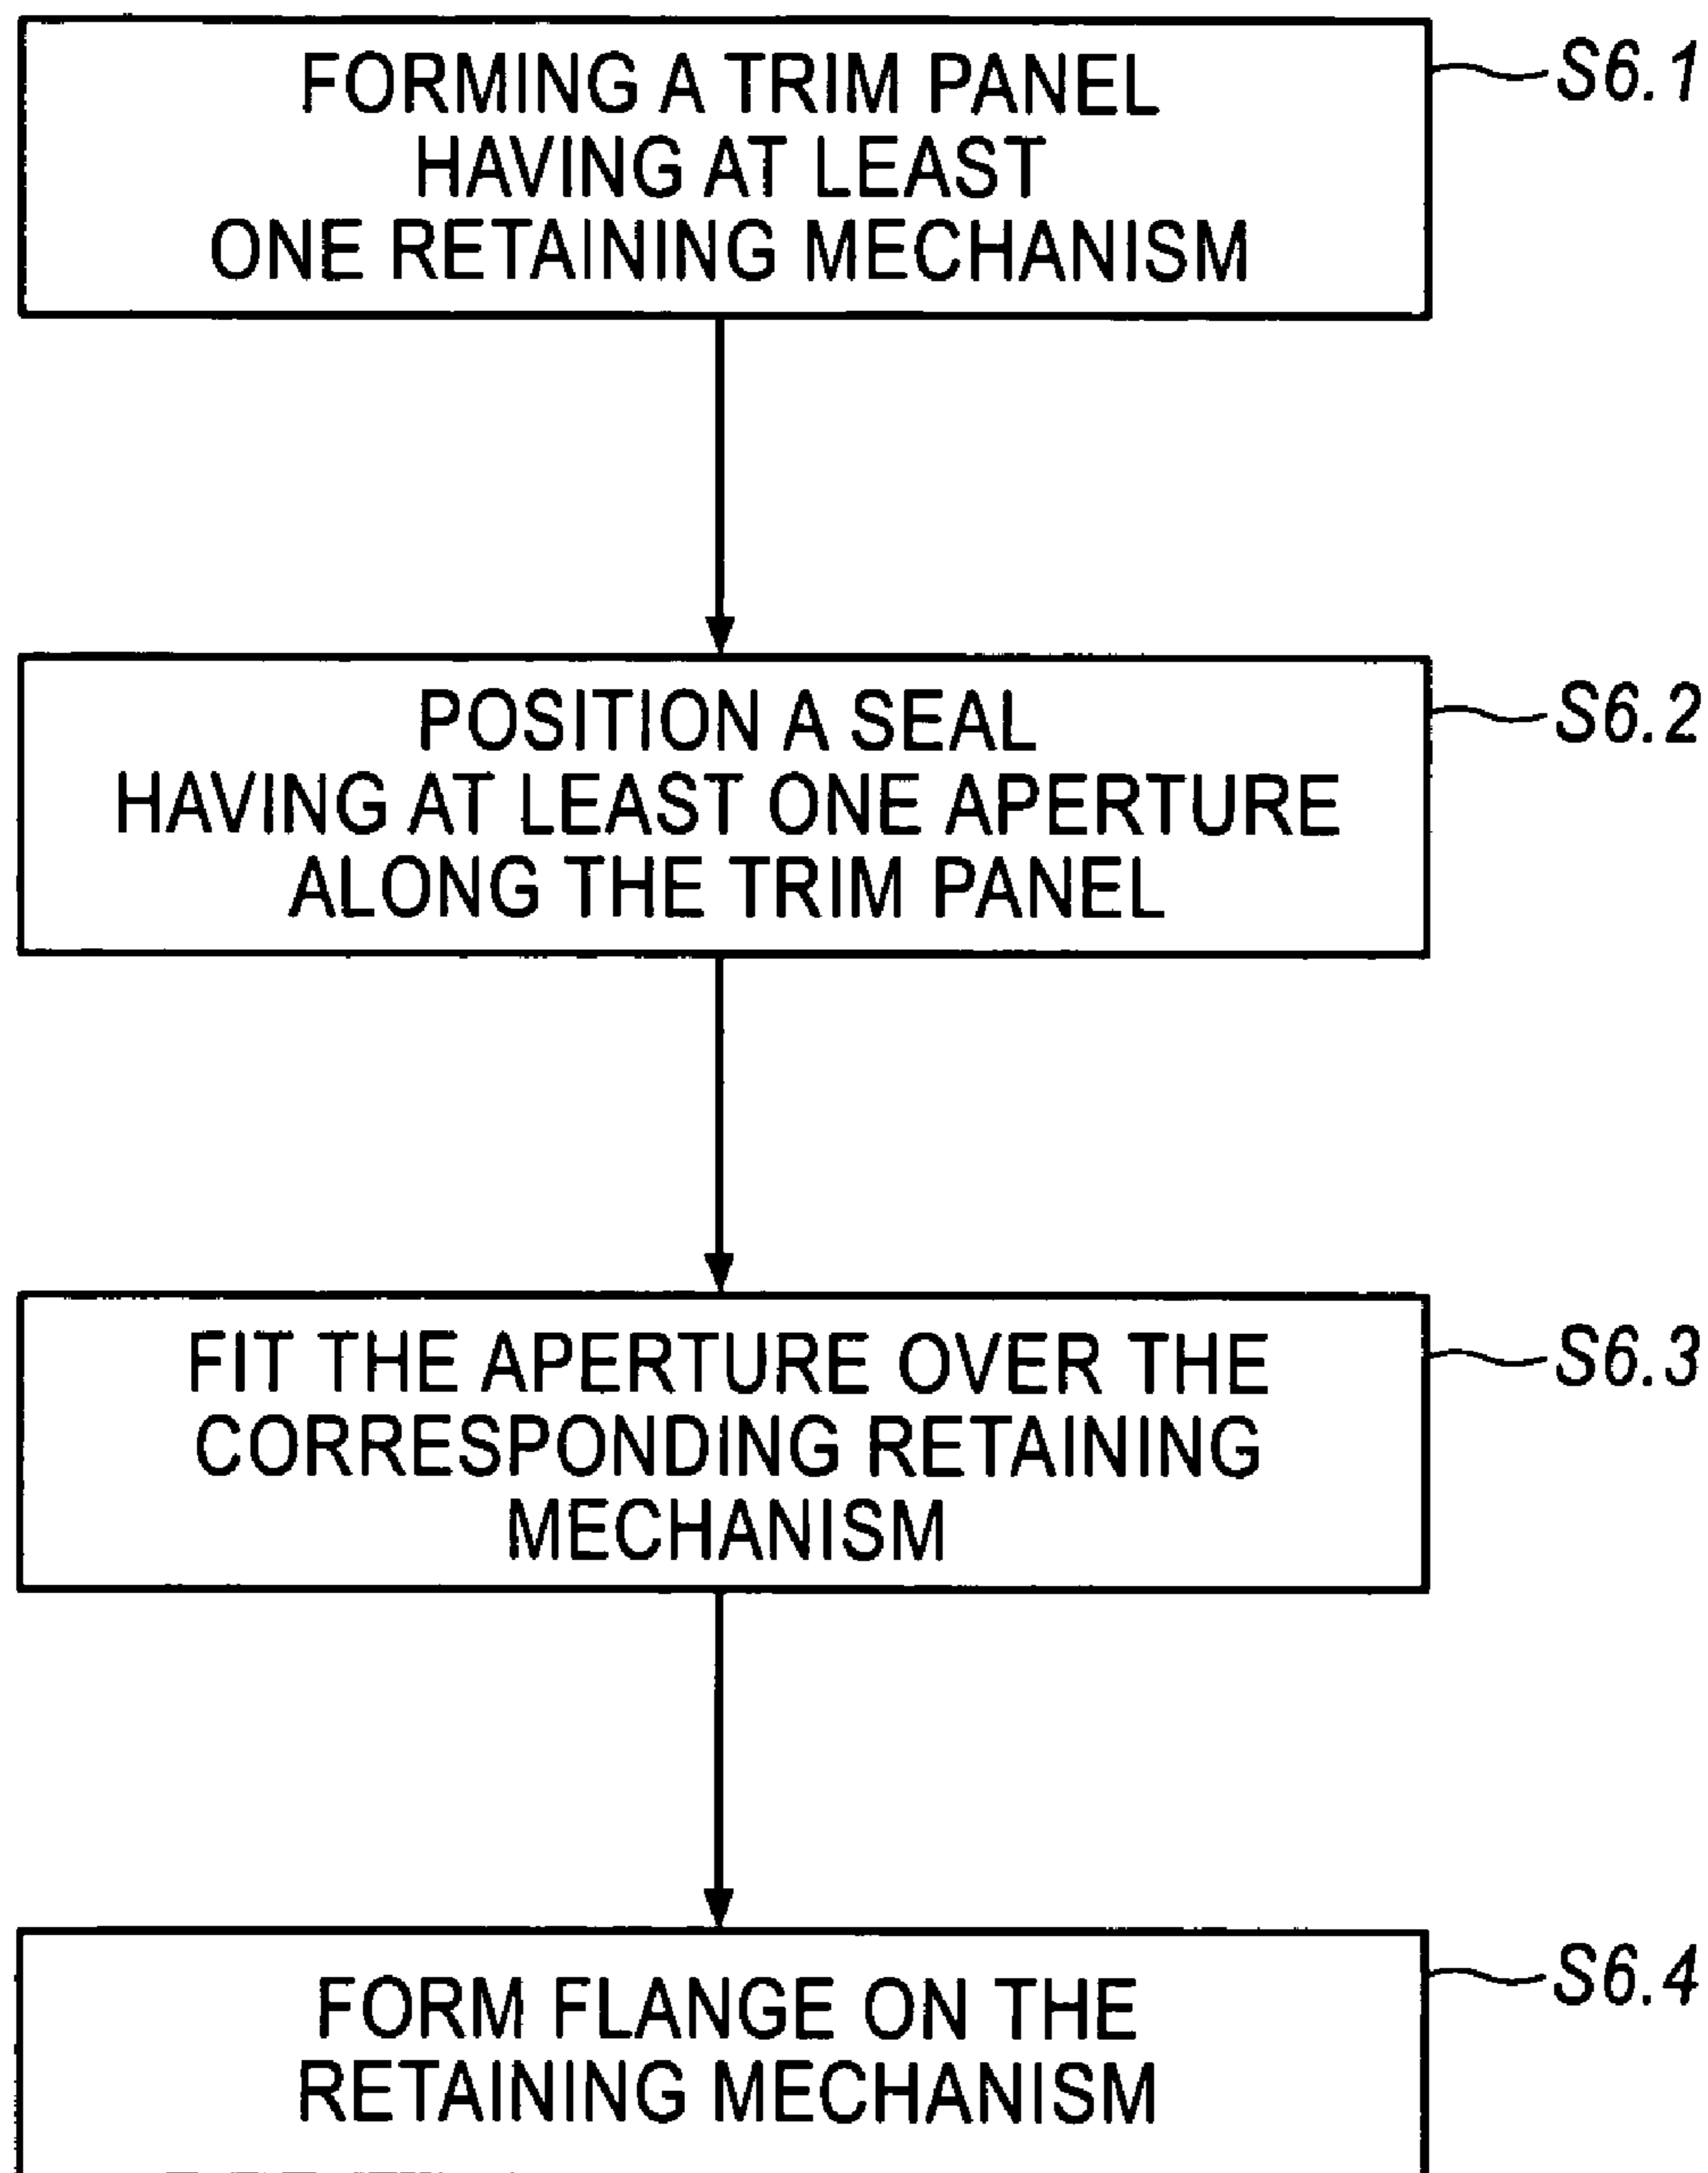 FORMING A TRIM PANEL
HAVING AT LEAST
ONE RETAINING MECHANISM
S6.1
POSITION A SEAL
HAVING AT LEAST ONE APERTURE
ALONG THE TRIM PANEL
S6.2
FIT THE APERTURE OVER THE
CORRESPONDING RETAINING
MECHANISM
S6.3
FORM FLANGE ON THE
RETAINING MECHANISM
S6.4